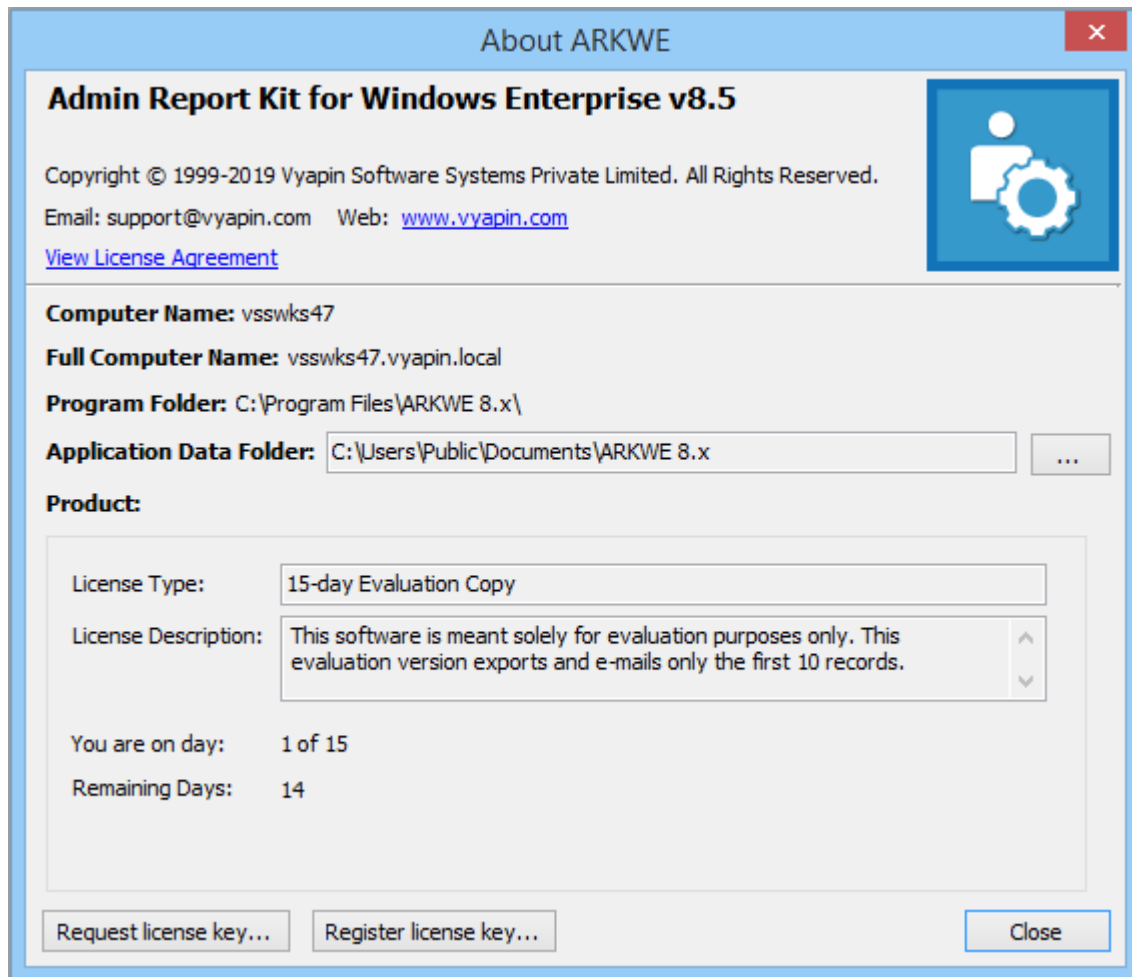 About ARKWE
Admin Report Kit for Windows Enterprise v8.5
Copyright © 1999-2019 Vyapin Software Systems Private Limited. All Rights Reserved.
Email: support@vyapin.com Web: www.vyapin.com
View License Agreement
Computer Name: vsswks47
Full Computer Name: vsswks47.vyapin.local
Program Folder: C:\Program Files\ARKWE 8.x\
Application Data Folder: C:\Users\Public\Documents\ARKWE 8.x ...
Product:
License Type: 15-day Evaluation Copy
License Description: This software is meant solely for evaluation purposes only. This
evaluation version exports and e-mails only the first 10 records.
You are on day: 1 of 15
Remaining Days: 14
Request license key... Register license key... Close